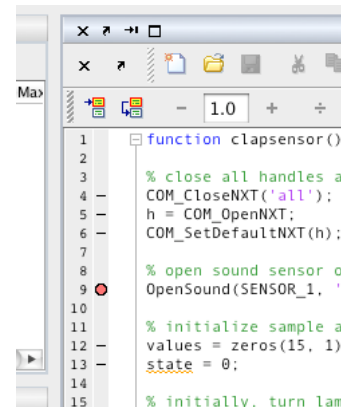 Max
1.0
1 function clapsensor()
2
3 % close all handles a
4 COM_CloseNXT('all');
5 h = COM_OpenNXT;
6 COM_SetDefaultNXT(h);
7
8 % open sound sensor o
9 OpenSound(SENSOR_1, '
10
11 % initialize sample a
12 values = zeros(15, 1)
13 state = 0;
14
15 % initially, turn lam